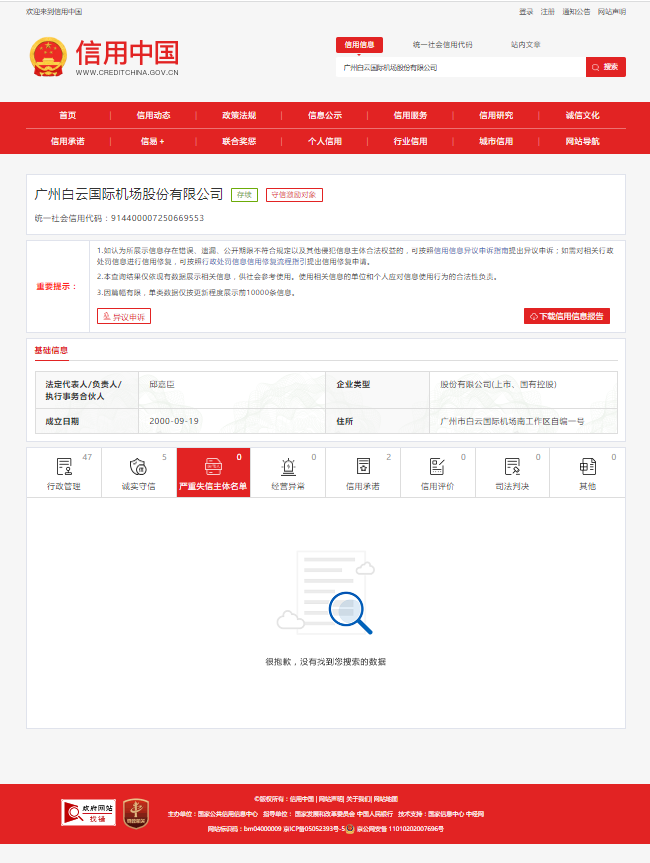 欢迎来到信用中国
登录 注册 通知公告 网站声明
信用中国
WWW.CREDITCHINA.GOV.CN
信用信息 统一社会信用代码 站内文章
广州白云国际机场股份有限公司 搜索
首页 信用动态 政策法规 信息公示 信用服务 信用研究 诚信文化
信用承诺 信易+ 联合奖惩 个人信用 行业信用 城市信用 网站导航
广州白云国际机场股份有限公司 存续 守信激励对象
统一社会信用代码：914400007250669553
重要提示：
1.如认为所展示信息存在错误、遗漏、公开期限不符合规定以及其他侵犯信息主体合法权益的，可按照信用信息异议申诉指南提出异议申诉；如需对相关行政
处罚信息进行信用修复，可按照行政处罚信息信用修复流程指引提出信用修复申请。
2.本查询结果仅依现有数据展示相关信息，供社会参考使用。使用相关信息的单位和个人应对信息使用行为的合法性负责。
3.因篇幅有限，单类数据仅按更新程度展示前10000条信息。
异议申诉 下载信用信息报告
基础信息
法定代表人/负责人/
执行事务合伙人
邱嘉臣
企业类型
股份有限公司(上市、国有控股)
成立日期 2000-09-19 住所 广州市白云国际机场南工作区自编一号
47 5 0 0 2 0 0 0
行政管理 诚实守信 严重失信主体名单 经营异常 信用承诺 信用评价 司法判决 其他
很抱歉，没有找到您搜索的数据
政府网站
找错
©版权所有：信用中国 | 网站声明| 关于我们| 网站地图
主办单位：国家公共信用信息中心 指导单位： 国家发展和改革委员会 中国人民银行 技术支持：国家信息中心 中经网
网站标识码：bm04000009 京ICP备05052393号-5 京公网安备 11010202007696号